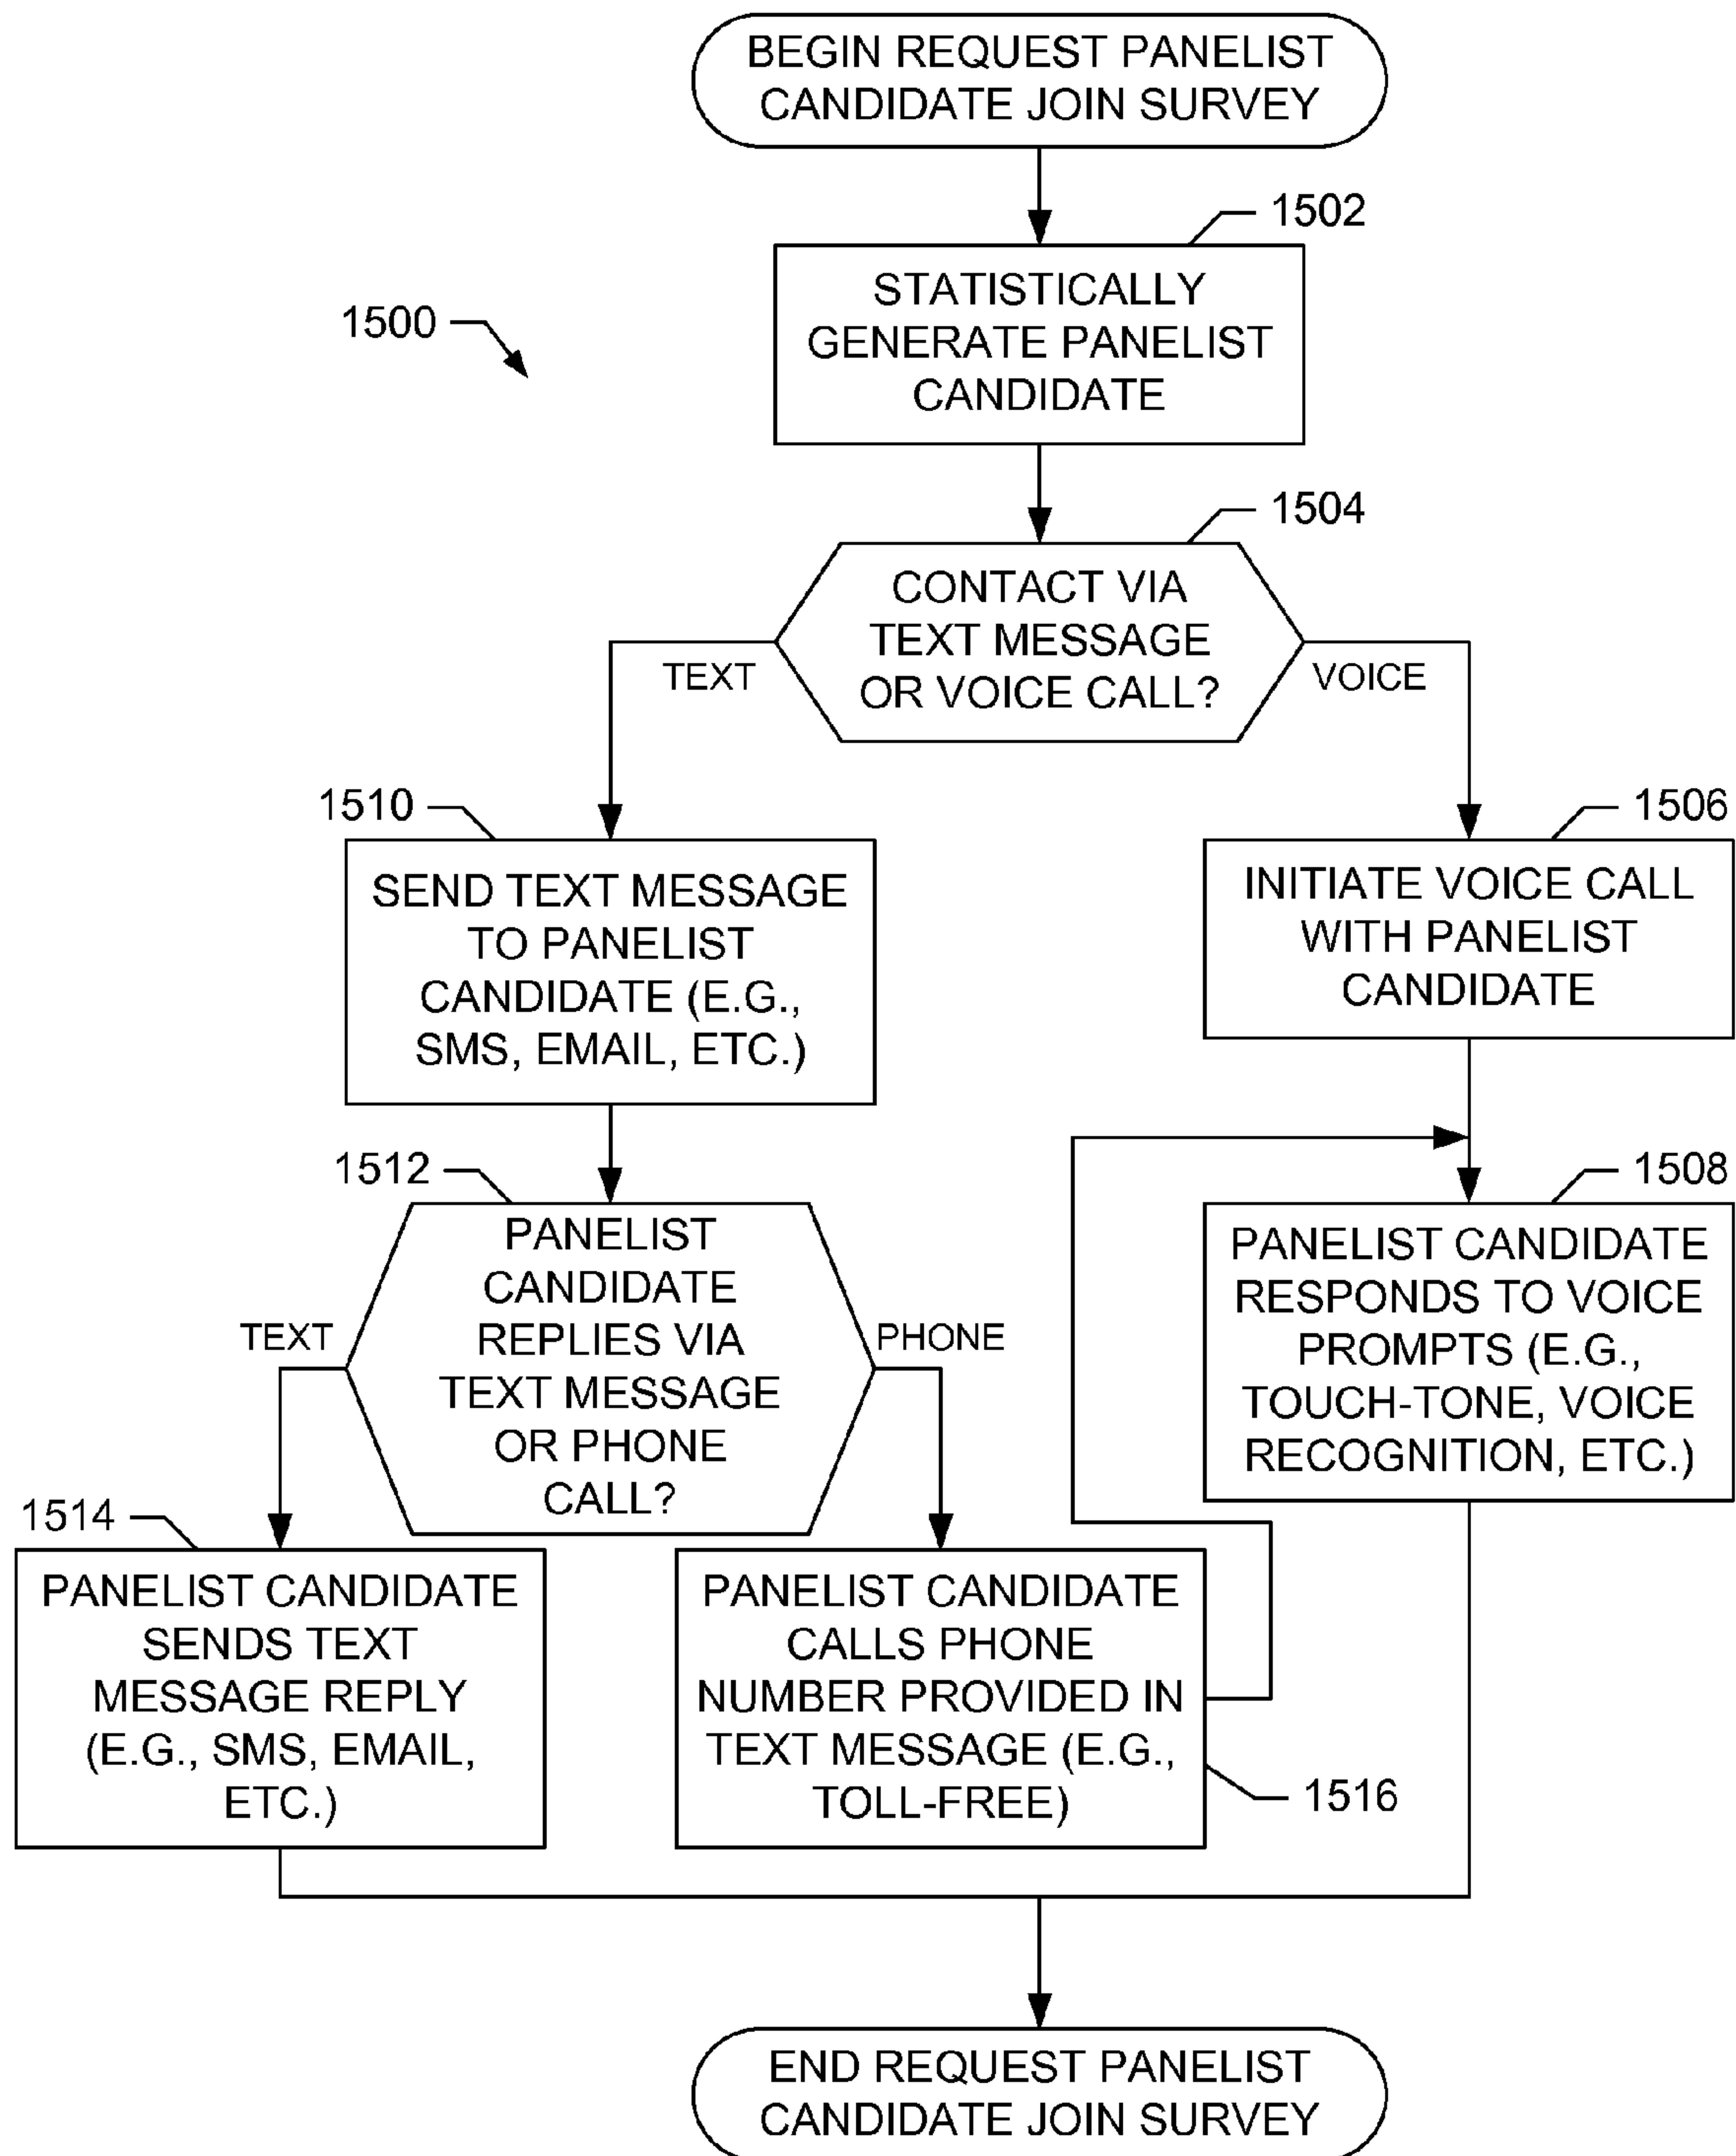 BEGIN REQUEST PANELIST
CANDIDATE JOIN SURVEY
1502
STATISTICALLY
GENERATE PANELIST
CANDIDATE
1500
1504
CONTACT VIA
TEXT MESSAGE
OR VOICE CALL?
TEXT
VOICE
1510
SEND TEXT MESSAGE
TO PANELIST
CANDIDATE (E.G.,
SMS, EMAIL, ETC.)
1506
INITIATE VOICE CALL
WITH PANELIST
CANDIDATE
1512
PANELIST
CANDIDATE
REPLIES VIA
TEXT MESSAGE
OR PHONE
CALL?
TEXT
PHONE
1508
PANELIST CANDIDATE
RESPONDS TO VOICE
PROMPTS (E.G.,
TOUCH-TONE, VOICE
RECOGNITION, ETC.)
1514
PANELIST CANDIDATE
SENDS TEXT
MESSAGE REPLY
(E.G., SMS, EMAIL,
ETC.)
PANELIST CANDIDATE
CALLS PHONE
NUMBER PROVIDED IN
TEXT MESSAGE (E.G.,
TOLL-FREE)
1516
END REQUEST PANELIST
CANDIDATE JOIN SURVEY